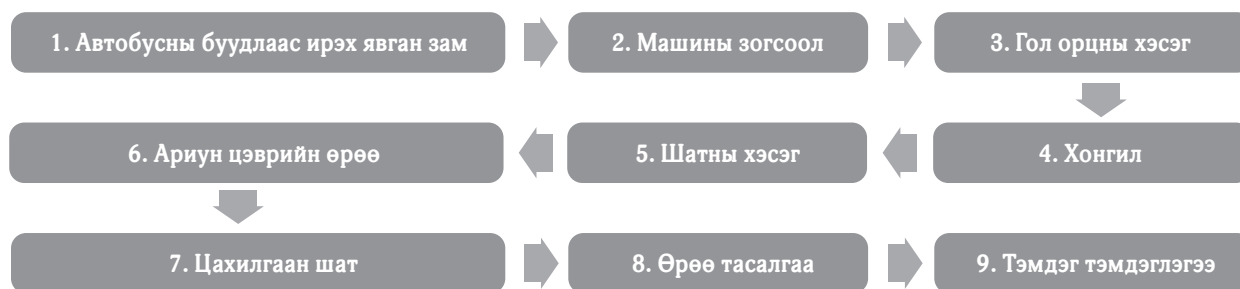 1. Автобусны буудлаас ирэх явган зам
2. Машины зогсоол
3. Гол орцны хэсэг
4. Хонгил
5. Шатны хэсэг
6. Ариун цэврийн өрөө
7. Цахилгаан шат
8. Өрөө тасалгаа
9. Тэмдэг тэмдэглэгээ